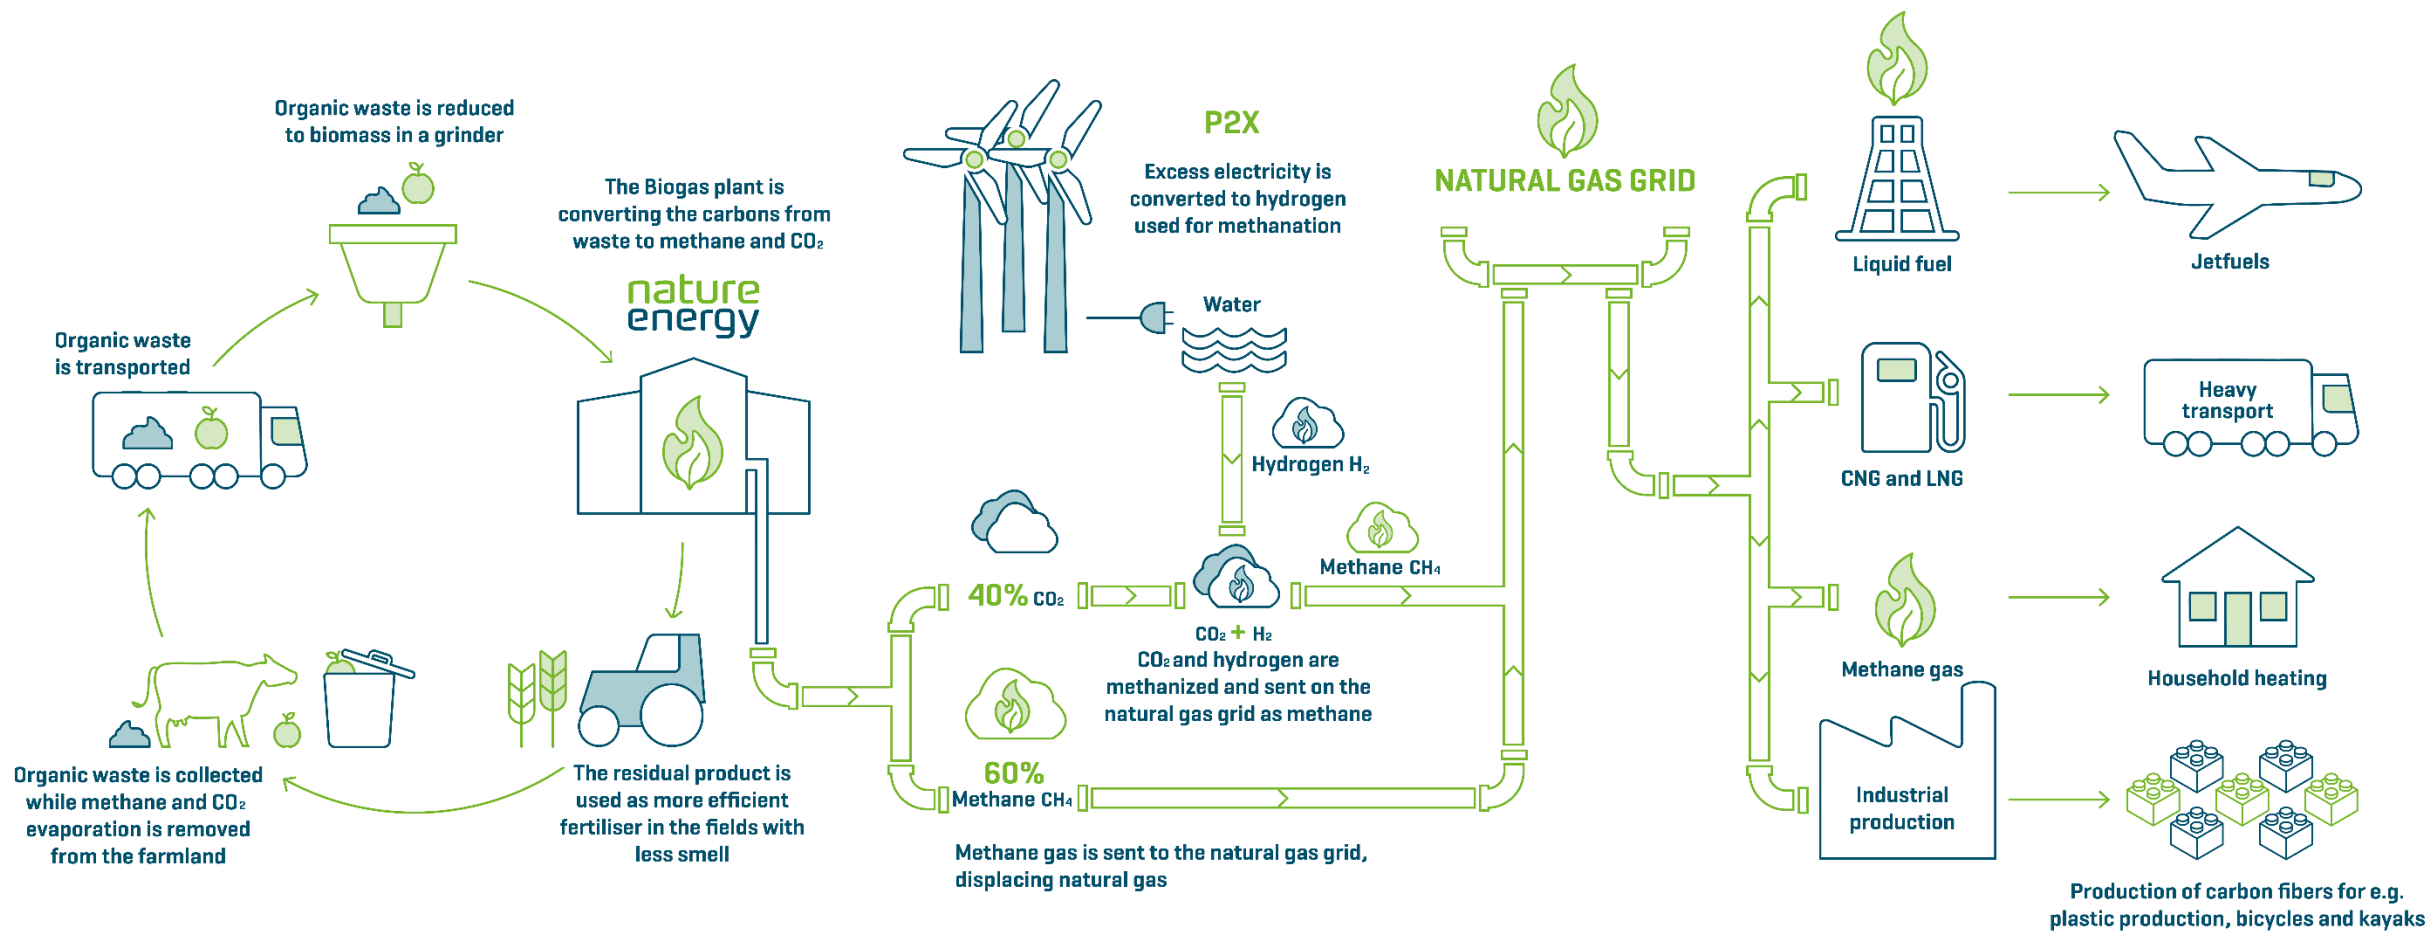 Organic waste is reduced
to biomass in a grinder
Organic waste
is transported
Organic waste is collected
while methane and CO₂
evaporation is removed
from the farmland
The Biogas plant is
converting the carbons from
waste to methane and CO₂
nature
energy
The residual product is
used as more efficient
fertiliser in the fields with
less smell
P2X
Excess electricity is
converted to hydrogen
used for methanation
Water
Hydrogen H₂
40% CO₂
Methane CH₄
CO₂ + H₂
CO₂ and hydrogen are
methanized and sent on the
natural gas grid as methane
60%
Methane CH₄
Methane gas is sent to the natural gas grid,
displacing natural gas
NATURAL GAS GRID
Liquid fuel
Jetfuels
CNG and LNG
Heavy
transport
Methane gas
Household heating
Industrial
production
Production of carbon fibers for e.g.
plastic production, bicycles and kayaks